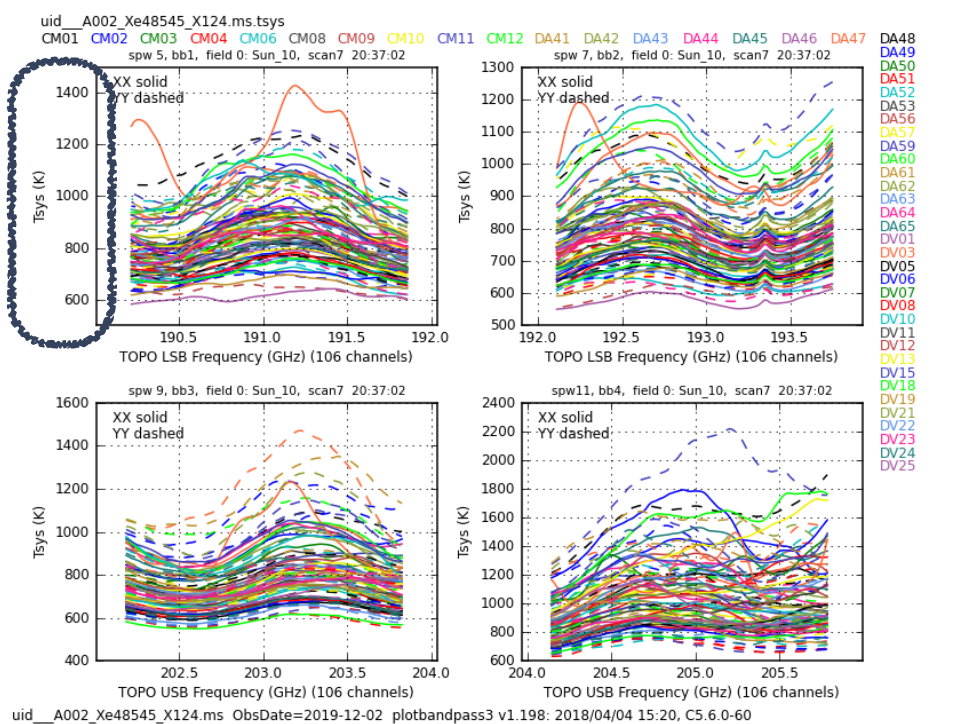 uid___A002_Xe48545_X124.ms.tsys
CM01 CM02 CM03 CM04 CM06 CM08 CM09 CM10 CM11 CM12 DA41 DA42 DA43 DA44 DA45 DA46 DA47 DA48
DA49
DA50
DA51
DA52
DA53
DA56
DA57
DA59
DA60
DA61
DA62
DA63
DA64
DA65
DV01
DV03
DV05
DV06
DV07
DV08
DV10
DV11
DV12
DV13
DV15
DV18
DV19
DV21
DV22
DV23
DV24
DV25
spw 5, bb1, field 0: Sun_10, scan7 20:37:02
XX solid
YY dashed
1400
1200
1000
800
600
Tsys (K)
190.5 191.0 191.5 192.0
TOPO LSB Frequency (GHz) (106 channels)
spw 7, bb2, field 0: Sun_10, scan7 20:37:02
XX solid
YY dashed
1300
1200
1100
1000
900
800
700
600
500
Tsys (K)
192.0 192.5 193.0 193.5
TOPO LSB Frequency (GHz) (106 channels)
spw 9, bb3, field 0: Sun_10, scan7 20:37:02
XX solid
YY dashed
1600
1400
1200
1000
800
600
400
Tsys (K)
202.5 203.0 203.5 204.0
TOPO USB Frequency (GHz) (106 channels)
spw11, bb4, field 0: Sun_10, scan7 20:37:02
XX solid
YY dashed
2400
2200
2000
1800
1600
1400
1200
1000
800
600
Tsys (K)
204.0 204.5 205.0 205.5
TOPO USB Frequency (GHz) (106 channels)
uid___A002_Xe48545_X124.ms ObsDate=2019-12-02 plotbandpass3 v1.198: 2018/04/04 15:20, C5.6.0-60